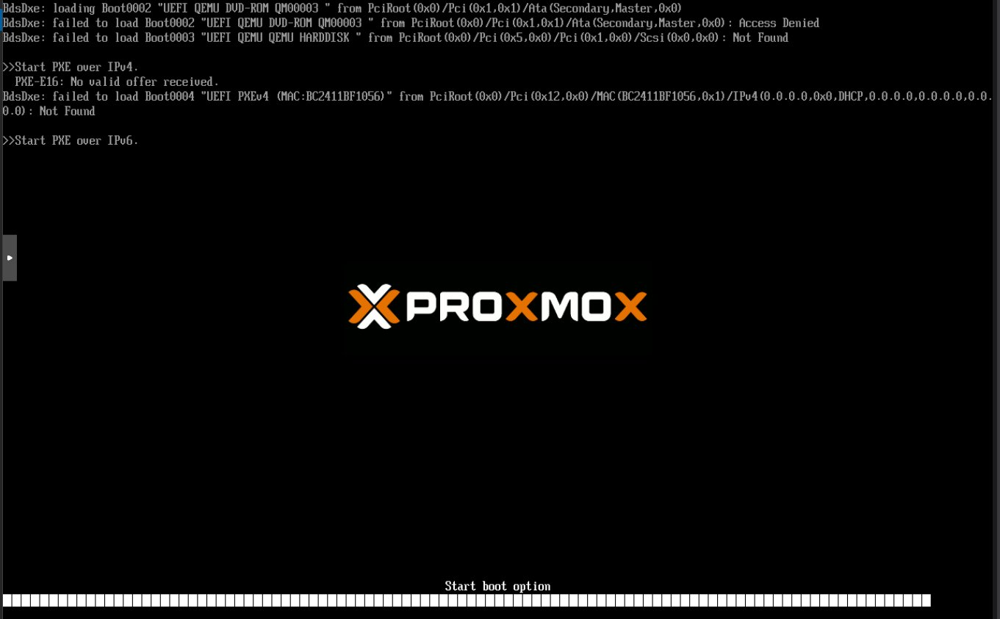 BdsDxe: loading Boot0002 "UEFI QEMU DVD-ROM QM00003 " from PciRoot(0x0)/Pci(0x1,0x1)/Ata(Secondary,Master,0x0)
BdsDxe: failed to load Boot0002 "UEFI QEMU DVD-ROM QM00003 " from PciRoot(0x0)/Pci(0x1,0x1)/Ata(Secondary,Master,0x0): Access Denied
BdsDxe: failed to load Boot0003 "UEFI QEMU QEMU HARDDISK " from PciRoot(0x0)/Pci(0x5,0x0)/Pci(0x1,0x0)/Scsi(0x0,0x0): Not Found
>>Start PXE over IPv4.
PXE-E16: No valid offer received.
BdsDxe: failed to load Boot0004 "UEFI PXEv4 (MAC:BC2411BF1056)" from PciRoot(0x0)/Pci(0x12,0x0)/MAC(BC2411BF1056,0x1)/IPv4(0.0.0.0,0x0,DHCP,0.0.0.0,0.0.0.0,0.0.
0.0): Not Found
>>Start PXE over IPv6.
PROXMOX
Start boot option